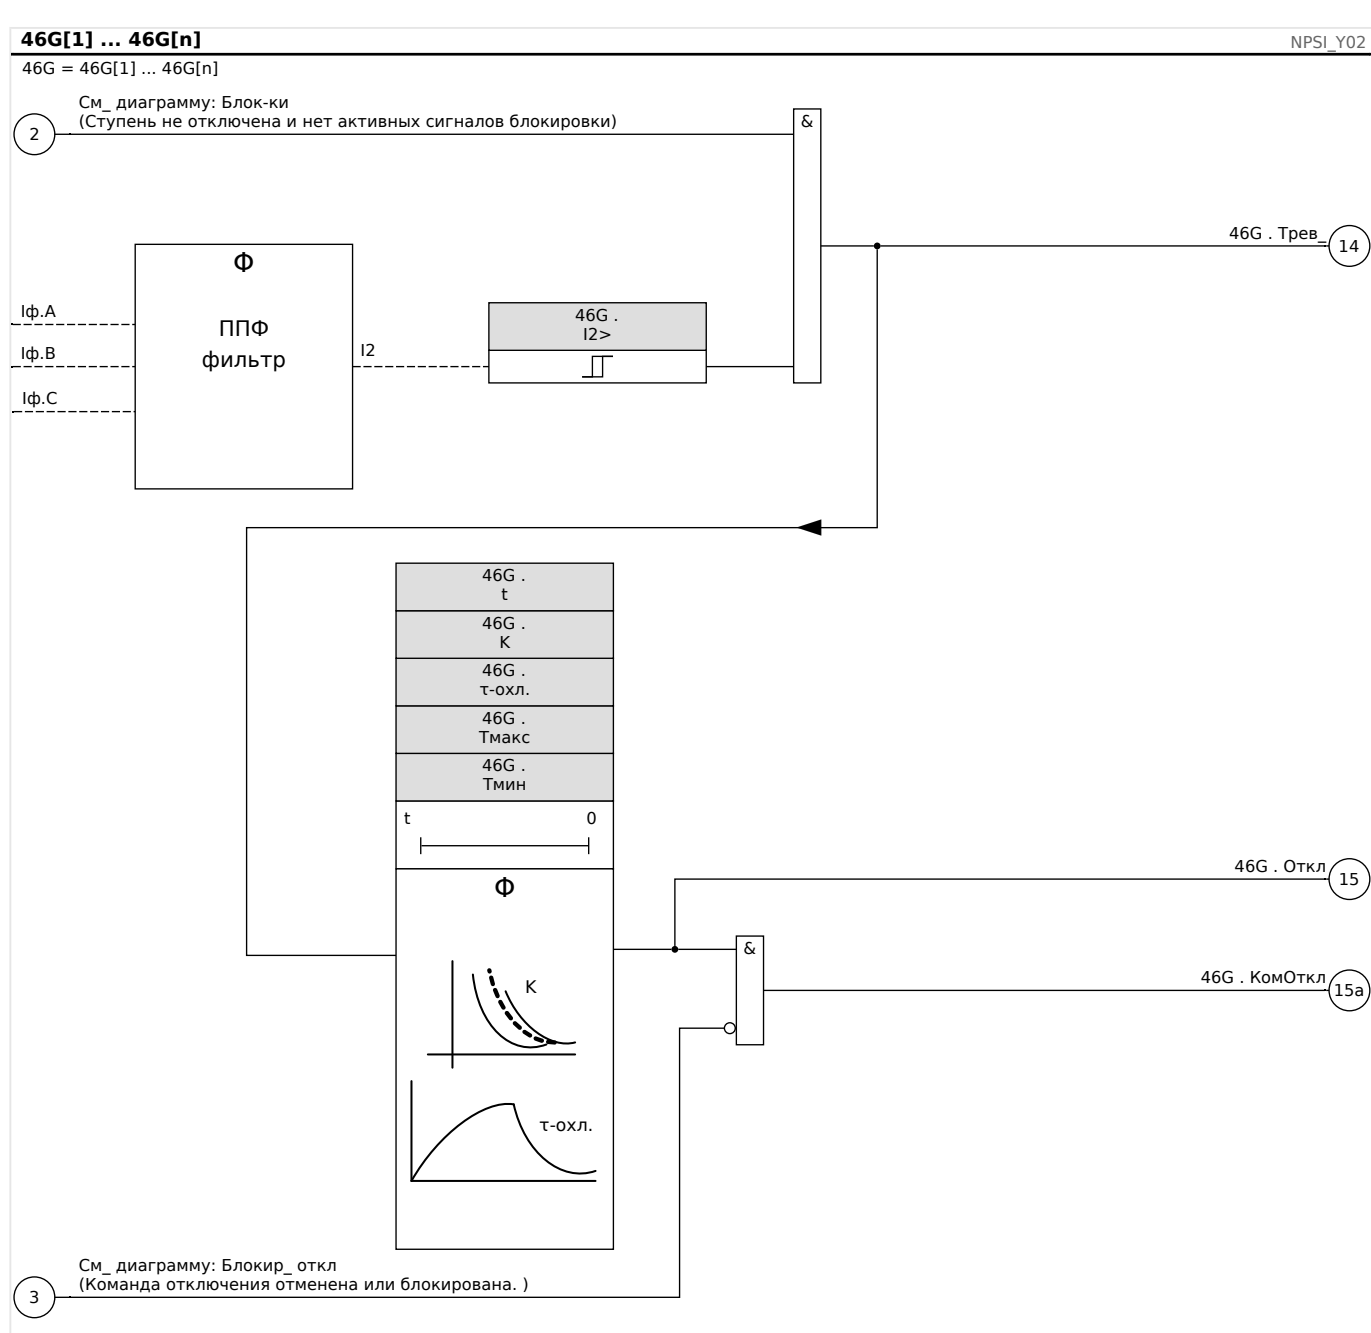 46G[1] ... 46G[n]
NPSI_Y02
46G = 46G[1] ... 46G[n]
См_ диаграмму: Блок-ки
(Ступень не отключена и нет активных сигналов блокировки)
2
&
46G . Трев_
14
Φ
ППФ
фильтр
Iф.A
Iф.B
Iф.C
I2
46G .
I2>
46G .
t
46G .
K
46G .
τ-охл.
46G .
Тмакс
46G .
Тмин
t 0
Φ
K
τ-охл.
46G . Откл
15
&
46G . КомОткл
15a
См_ диаграмму: Блокир_ откл
(Команда отключения отменена или блокирована. )
3